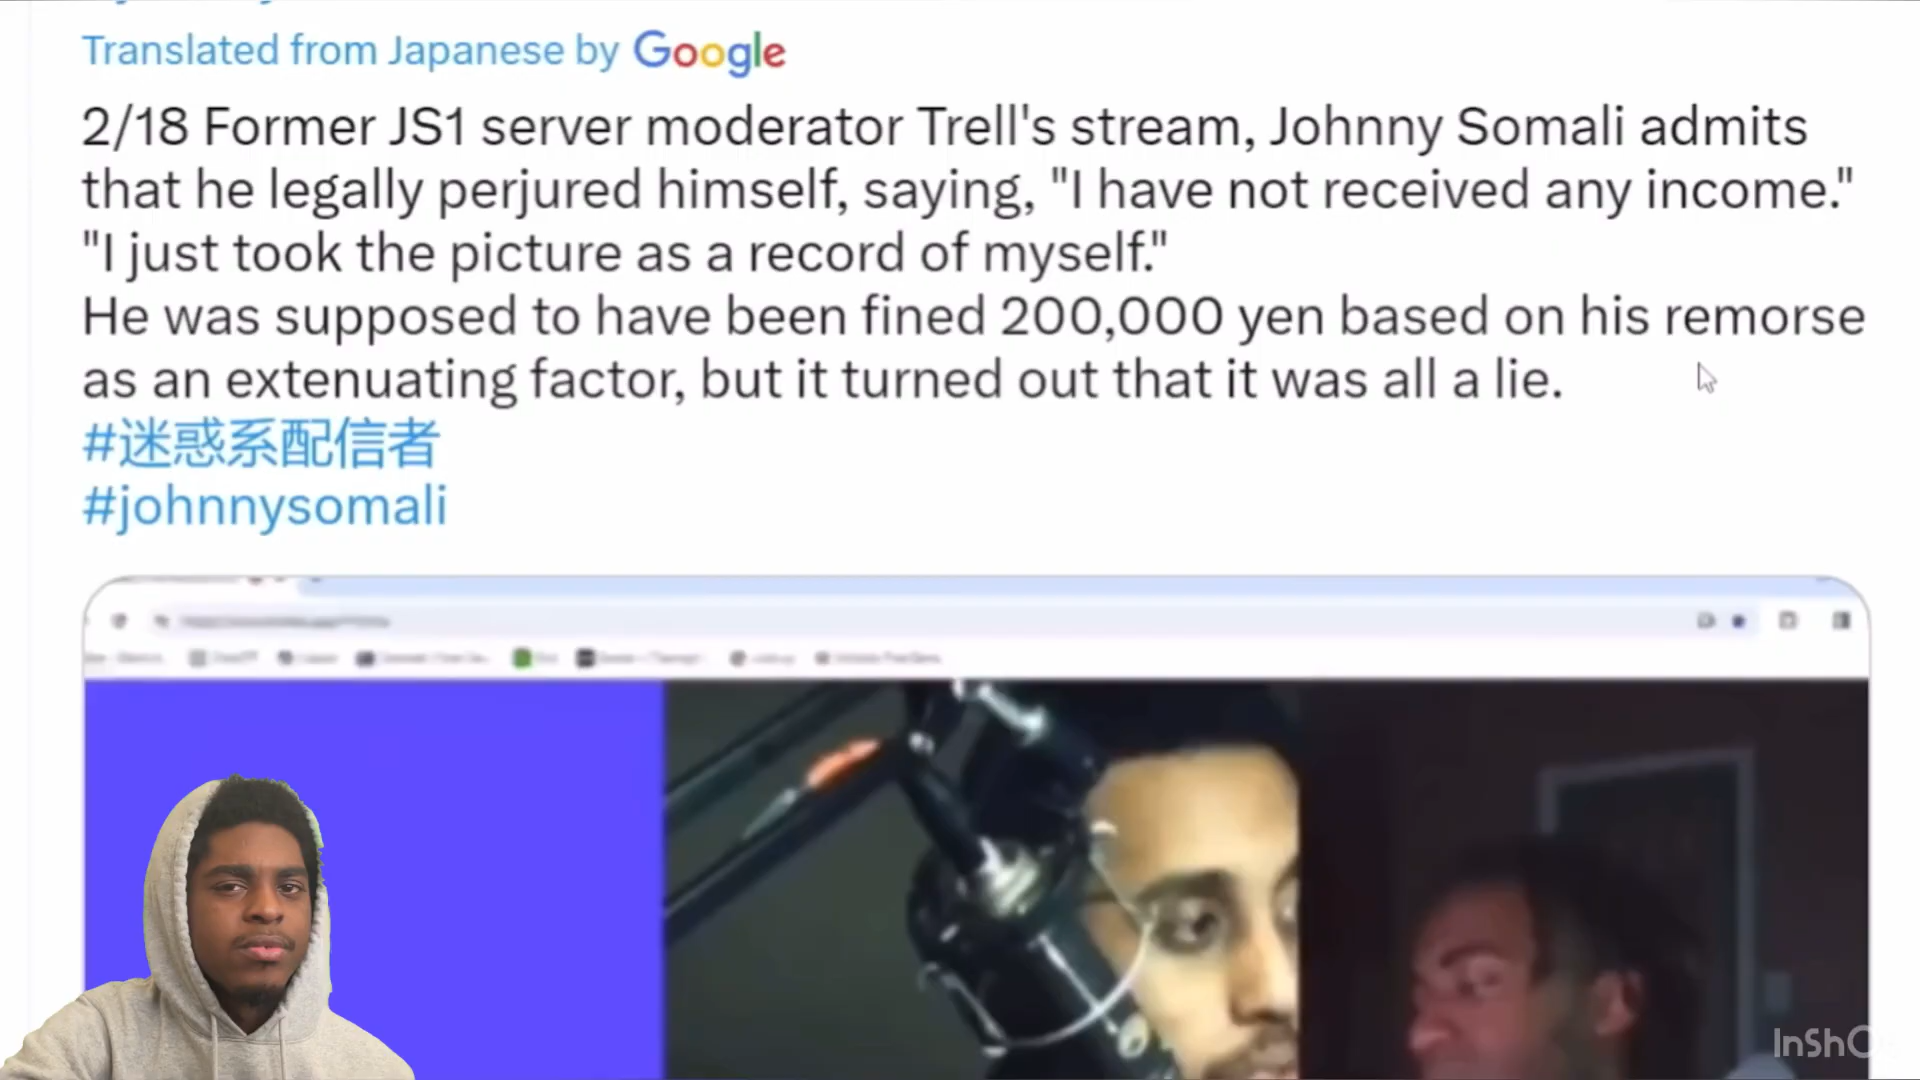 Translated from Japanese by Google
2/18 Former JS1 server moderator Trell's stream, Johnny Somali admits
that he legally perjured himself, saying, "I have not received any income."
"I just took the picture as a record of myself."
He was supposed to have been fined 200,000 yen based on his remorse
as an extenuating factor, but it turned out that it was all a lie.
#迷惑系配信者
#johnnysomali
InShO